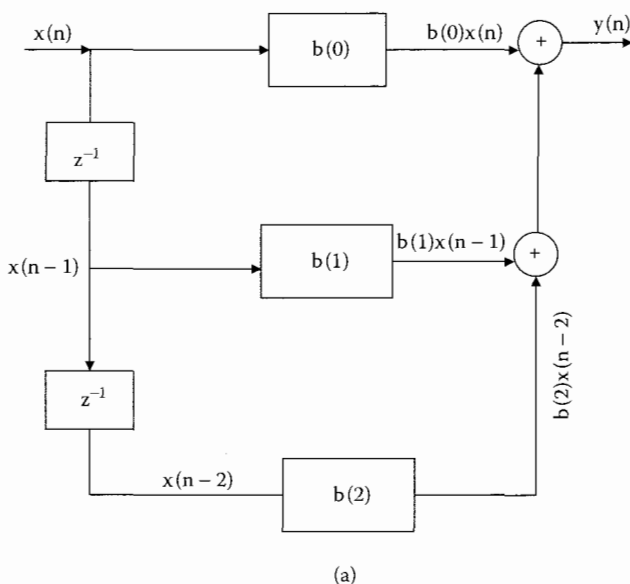 x(n)
b(0)
b(0)x(n)
+
y(n)
z⁻¹
x(n − 1)
b(1)
b(1)x(n − 1)
+
z⁻¹
b(2)x(n − 2)
x(n − 2)
b(2)
(a)